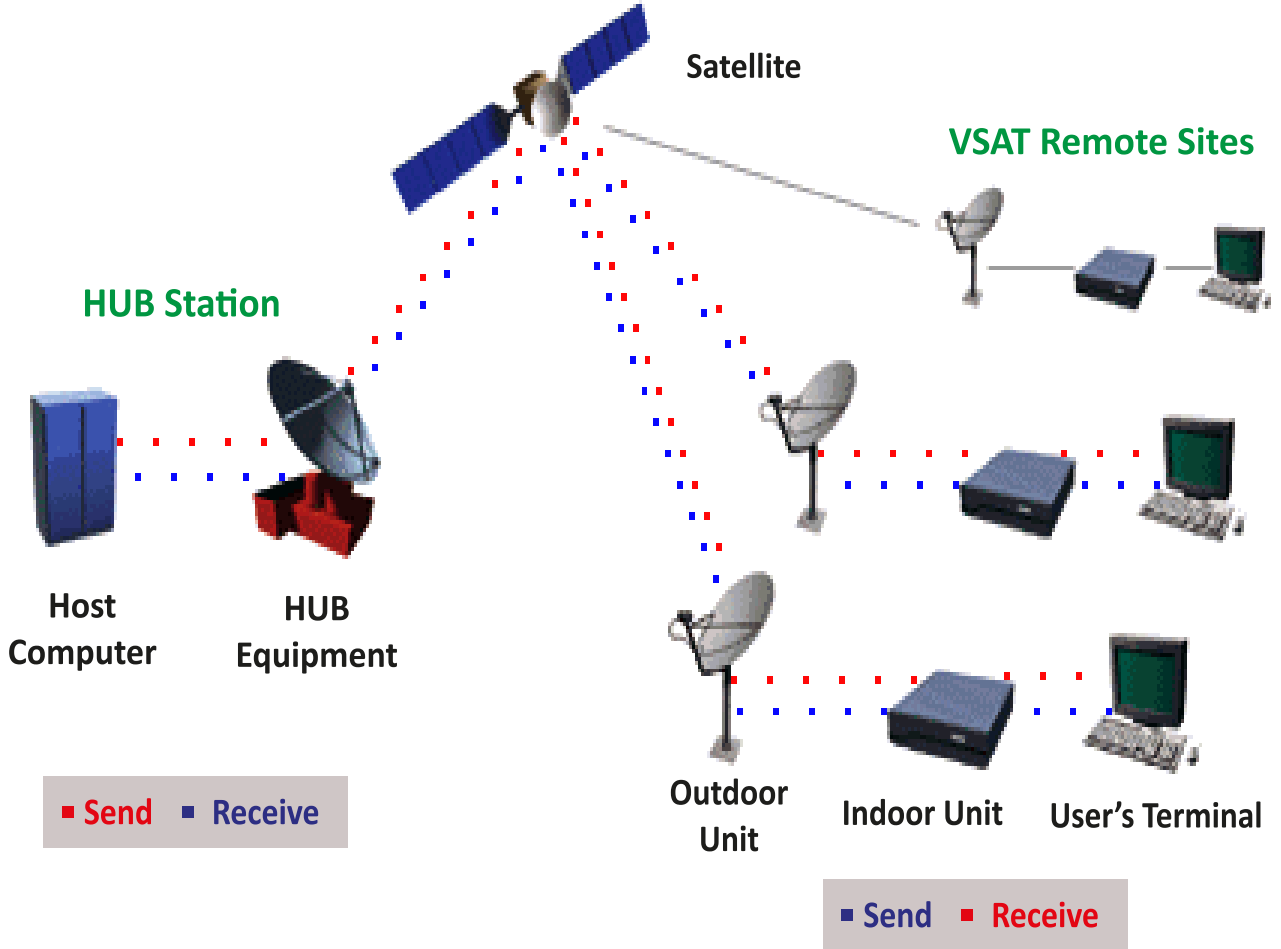 Satellite
VSAT Remote Sites
HUB Station
Host
Computer
HUB
Equipment
Send Receive
Outdoor
Unit
Indoor Unit
User's Terminal
Send Receive